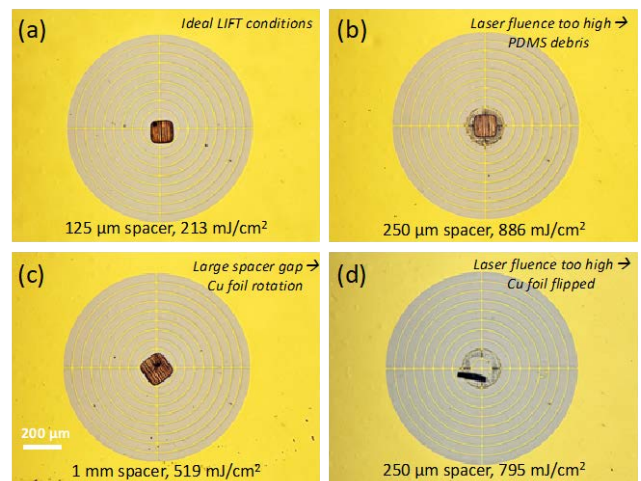 (a)
Ideal LIFT conditions
125 µm spacer, 213 mJ/cm²
(b)
Laser fluence too high →
PDMS debris
250 µm spacer, 886 mJ/cm²
(c)
Large spacer gap →
Cu foil rotation
200 µm
1 mm spacer, 519 mJ/cm²
(d)
Laser fluence too high →
Cu foil flipped
250 µm spacer, 795 mJ/cm²